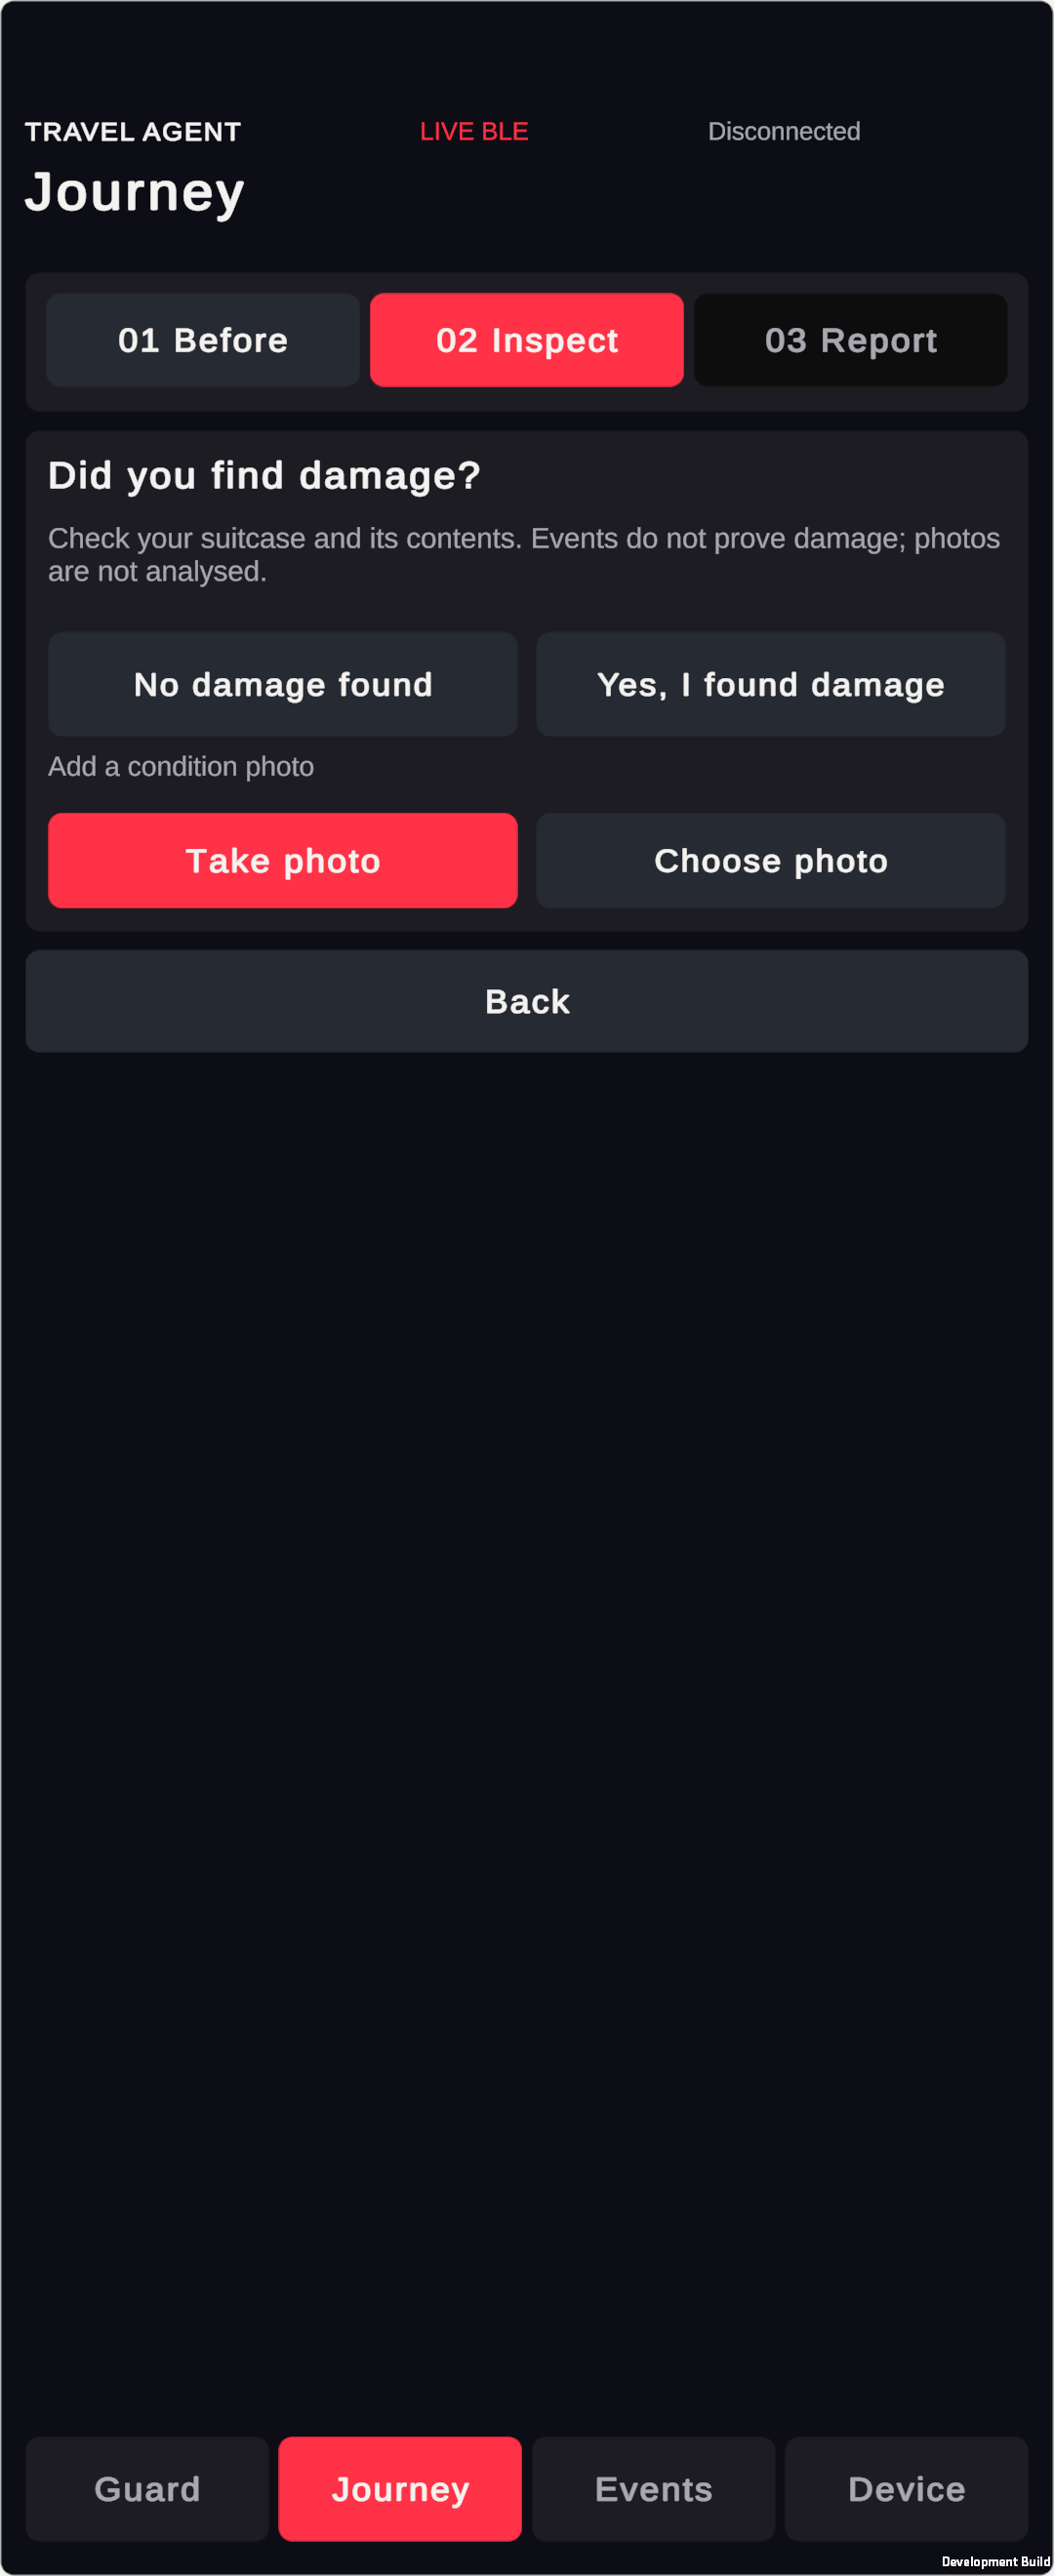 TRAVEL AGENT
LIVE BLE
Disconnected
Journey
01 Before
02 Inspect
03 Report
Did you find damage?
Check your suitcase and its contents. Events do not prove damage; photos
are not analysed.
No damage found
Yes, I found damage
Add a condition photo
Take photo
Choose photo
Back
Guard
Journey
Events
Device
Development Build